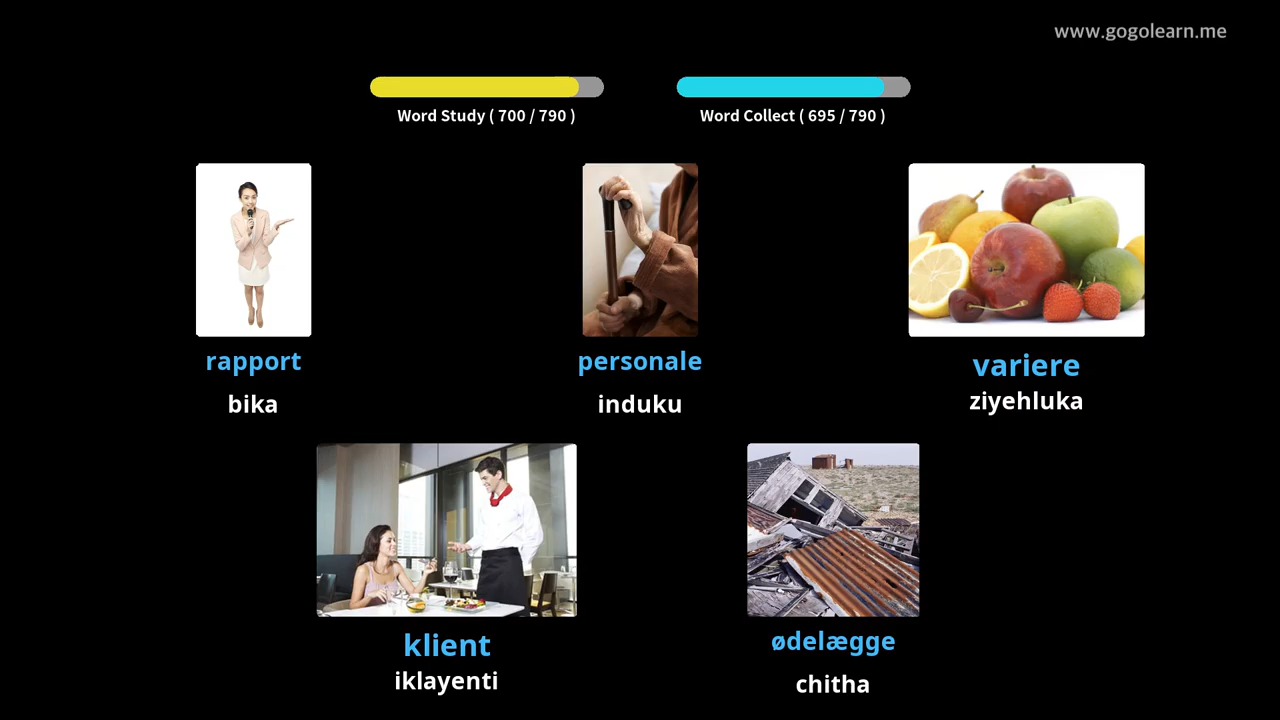 www.gogolearn.me
Word Study ( 700 / 790 )
Word Collect ( 695 / 790 )
rapport
bika
personale
induku
variere
ziyehluka
klient
iklayenti
ødelægge
chitha